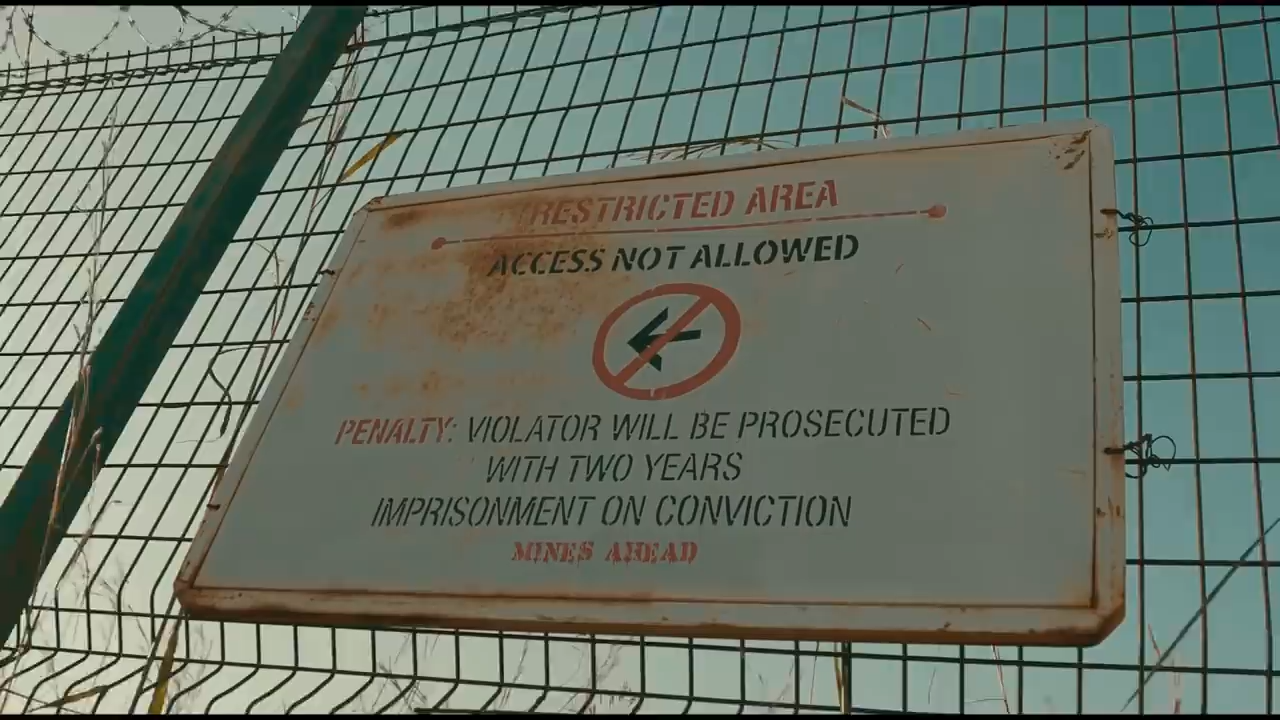 RESTRICTED AREA
ACCESS NOT ALLOWED
PENALTY: VIOLATOR WILL BE PROSECUTED
WITH TWO YEARS
IMPRISONMENT ON CONVICTION
MINES AHEAD